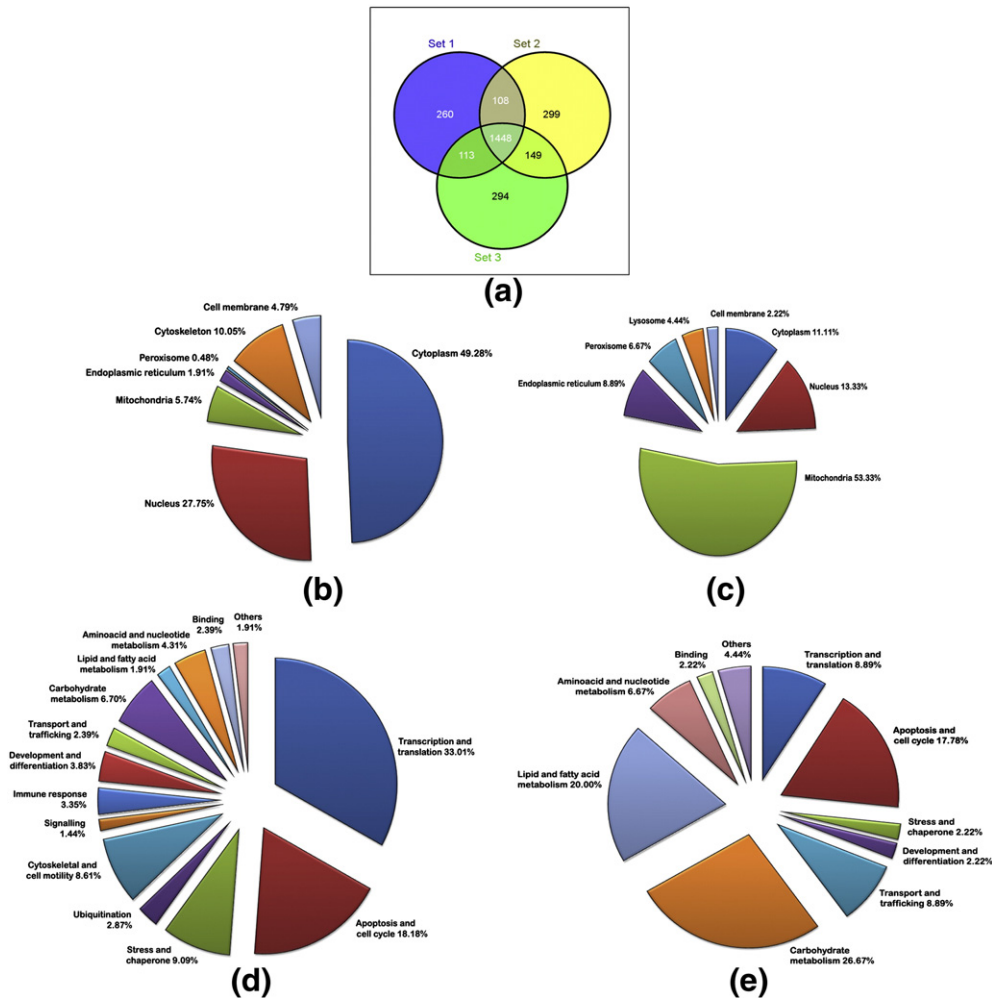 Set 1
Set 2
260
108
299
1448
113
149
294
Set 3
(a)
Cell membrane 4.79%
Cytoskeleton 10.05%
Peroxisome 0.48%
Endoplasmic reticulum 1.91%
Mitochondria 5.74%
Cytoplasm 49.28%
Nucleus 27.75%
(b)
Cell membrane 2.22%
Lysosome 4.44%
Cytoplasm 11.11%
Peroxisome 6.67%
Endoplasmic reticulum 8.89%
Nucleus 13.33%
Mitochondria 53.33%
(c)
Others
1.91%
Binding
2.39%
Aminoacid and nucleotide
metabolism 4.31%
Lipid and fatty acid
metabolism 1.91%
Carbohydrate
metabolism 6.70%
Transport and
trafficking 2.39%
Development and
differentiation 3.83%
Immune response
3.35%
Signalling
1.44%
Cytoskeletal and
cell motility 8.61%
Ubiquitination
2.87%
Stress and
chaperone 9.09%
Apoptosis and
cell cycle 18.18%
Transcription and
translation 33.01%
(d)
Others
4.44%
Binding
2.22%
Aminoacid and nucleotide
metabolism 6.67%
Lipid and fatty acid
metabolism 20.00%
Transcription and
translation 8.89%
Apoptosis and
cell cycle 17.78%
Stress and
chaperone 2.22%
Development and
differentiation 2.22%
Transport and
trafficking 8.89%
Carbohydrate
metabolism 26.67%
(e)